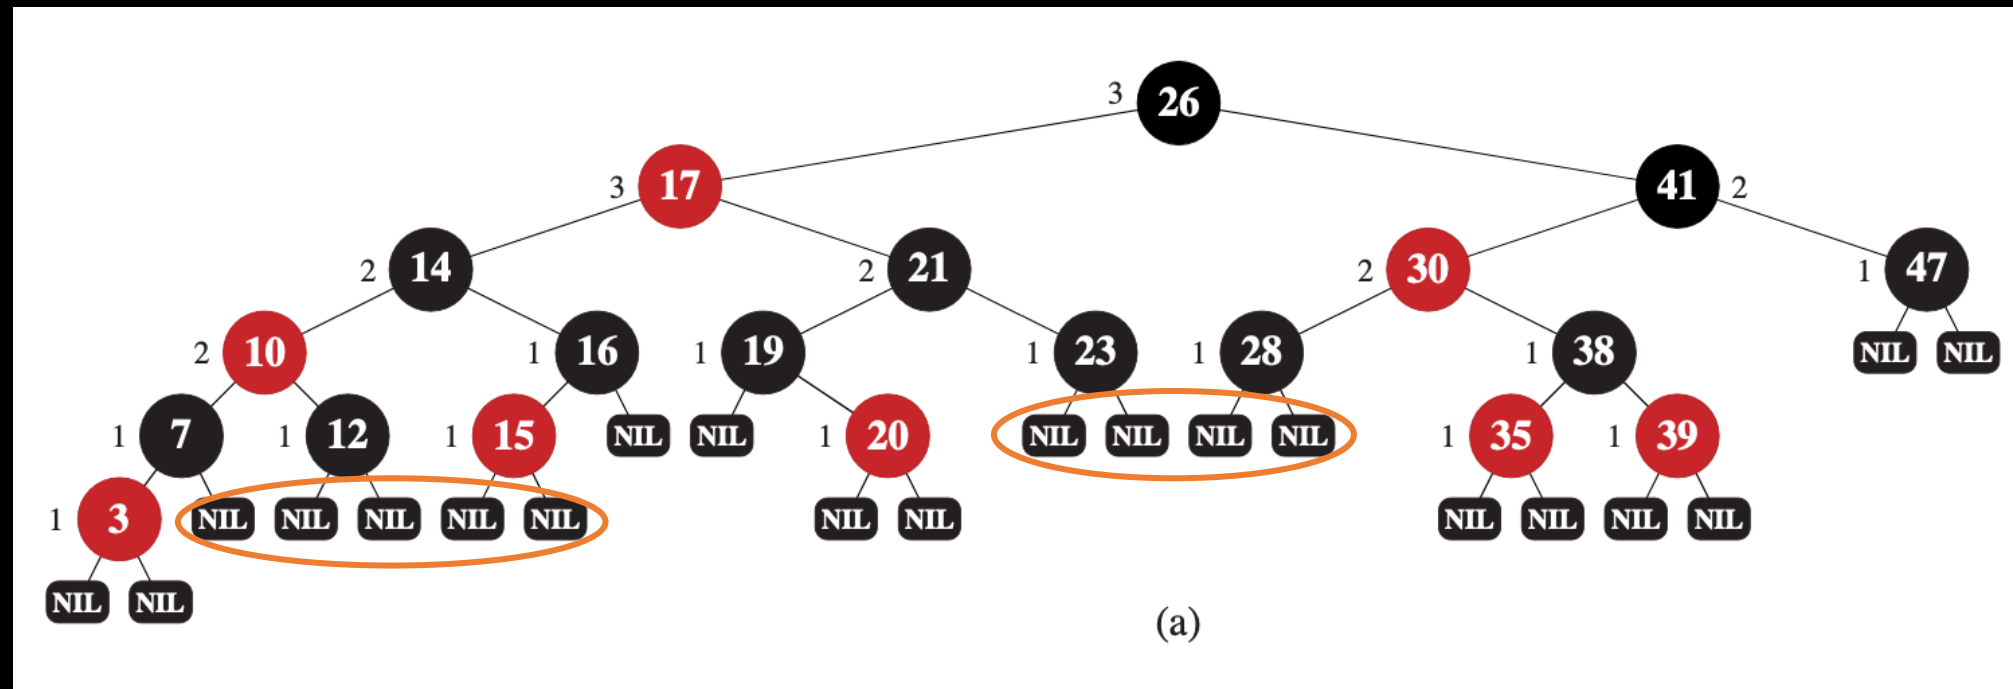 3 26
3 17 41 2
2 14 2 21 2 30 1 47
2 10 1 16 1 19 1 23 1 28 1 38 NIL NIL
1 7 1 12 1 15 NIL NIL 1 20 NIL NIL NIL NIL 1 35 1 39
1 3 NIL NIL NIL NIL NIL NIL NIL NIL NIL NIL NIL
NIL NIL
(a)